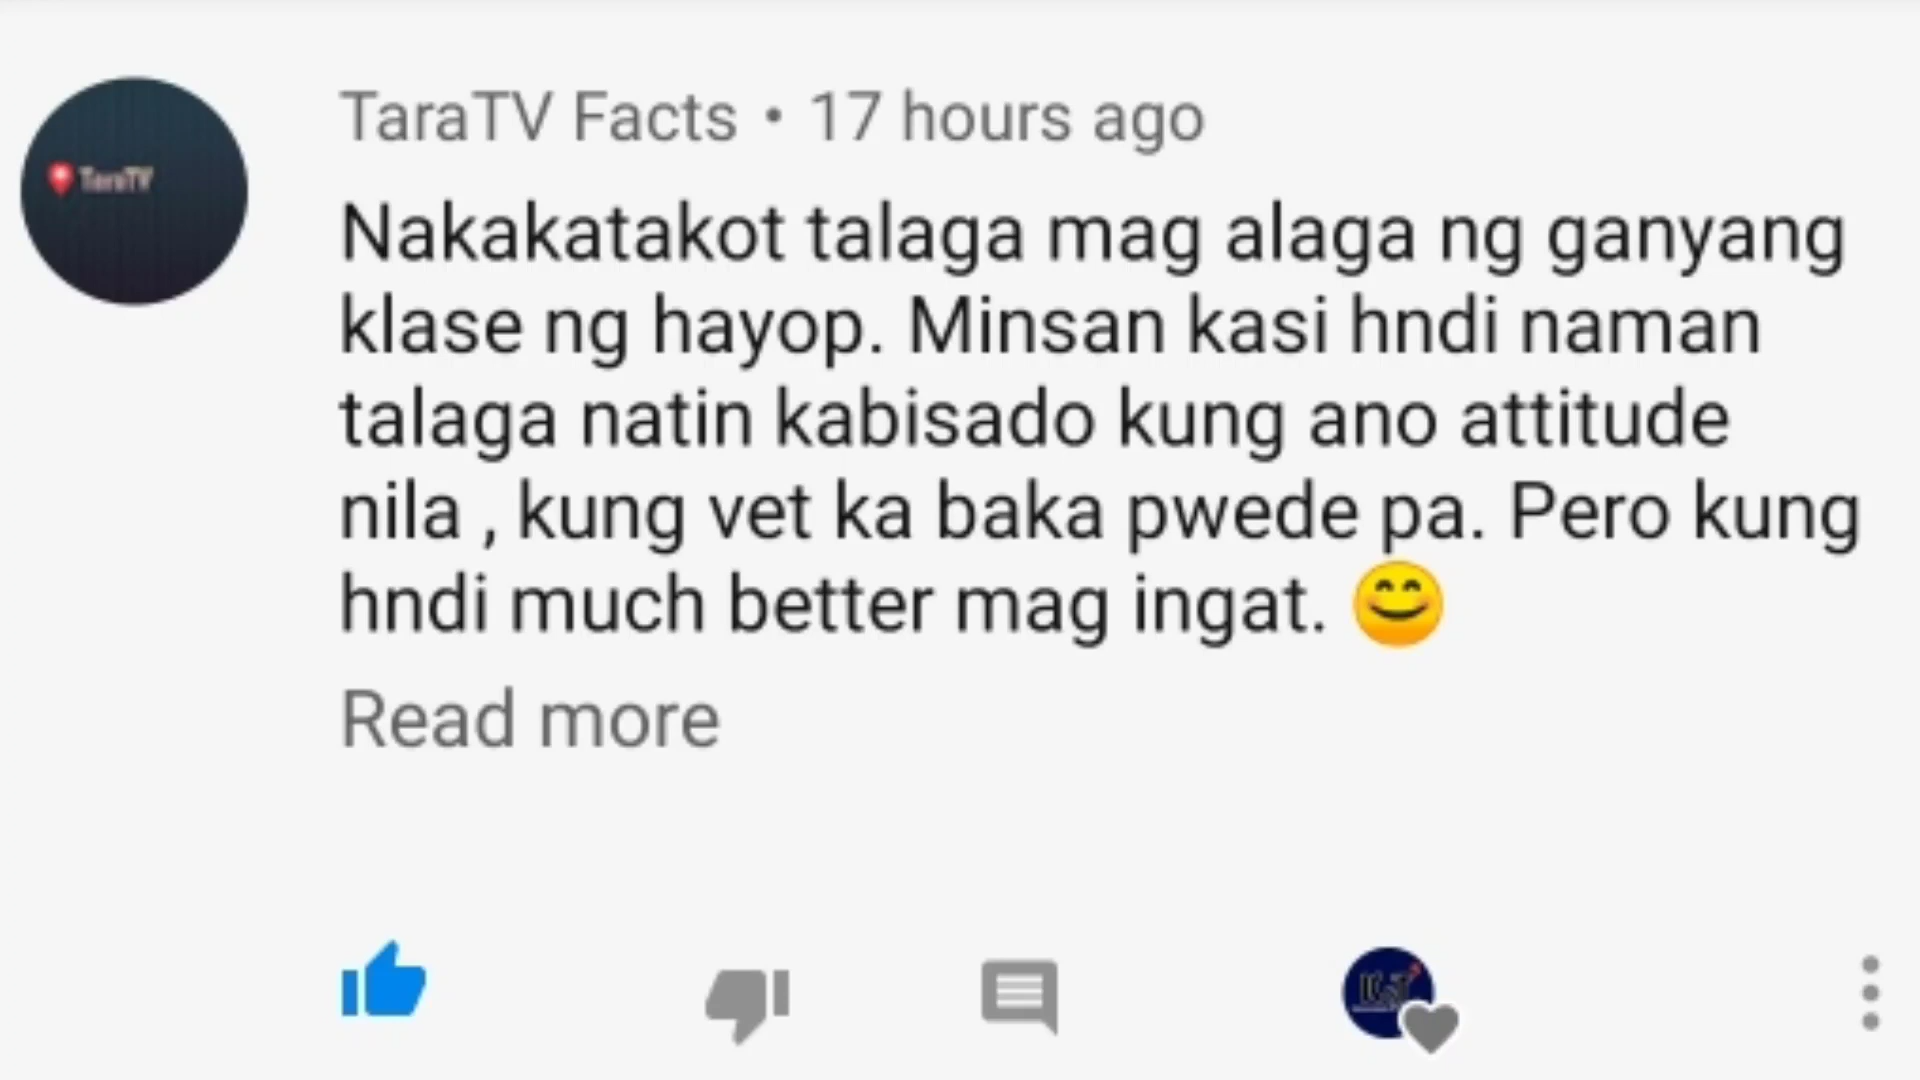 TaraTV Facts • 17 hours ago
TaraTV
Nakakatakot talaga mag alaga ng ganyang
klase ng hayop. Minsan kasi hndi naman
talaga natin kabisado kung ano attitude
nila , kung vet ka baka pwede pa. Pero kung
hndi much better mag ingat. 😊
Read more